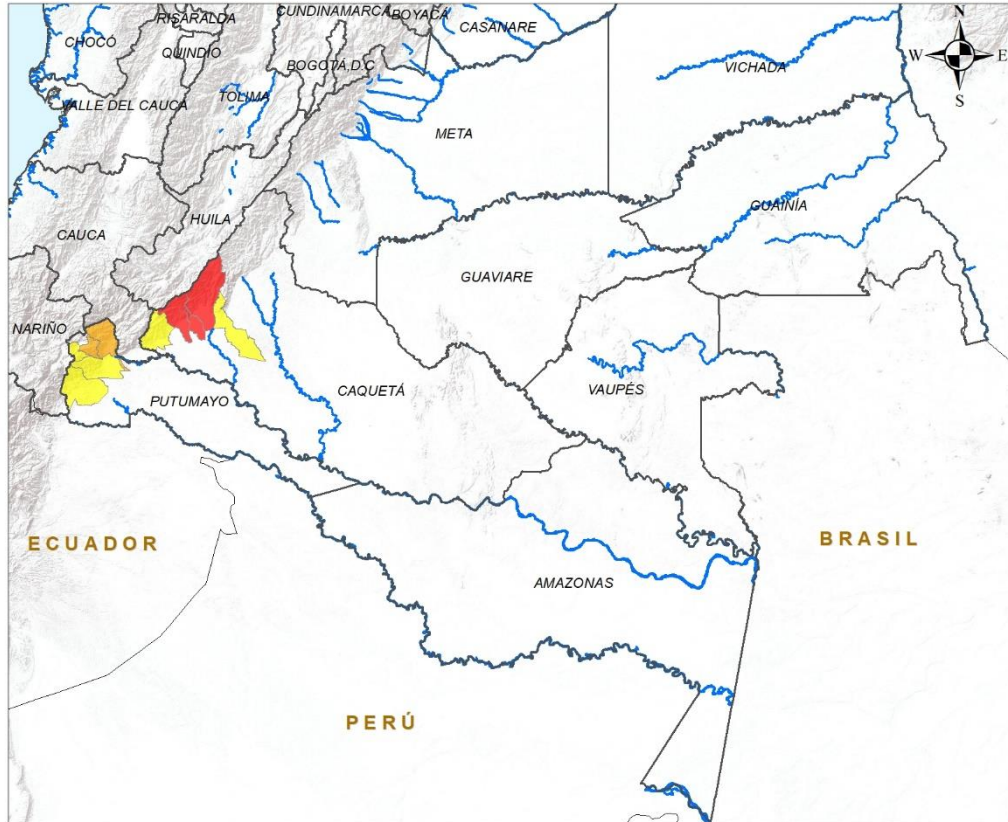 CUNDINAMARCA
BOYACÁ
RISARALDA
CASANARE
N
CHOCÓ
QUINDÍO
BOGOTÁ D.C
W
E
VICHADA
S
VALLE DEL CAUCA
TOLIMA
META
HUILA
GUAINÍA
CAUCA
GUAVIARE
NARIÑO
CAQUETÁ
VAUPÉS
PUTUMAYO
ECUADOR
BRASIL
AMAZONAS
PERÚ